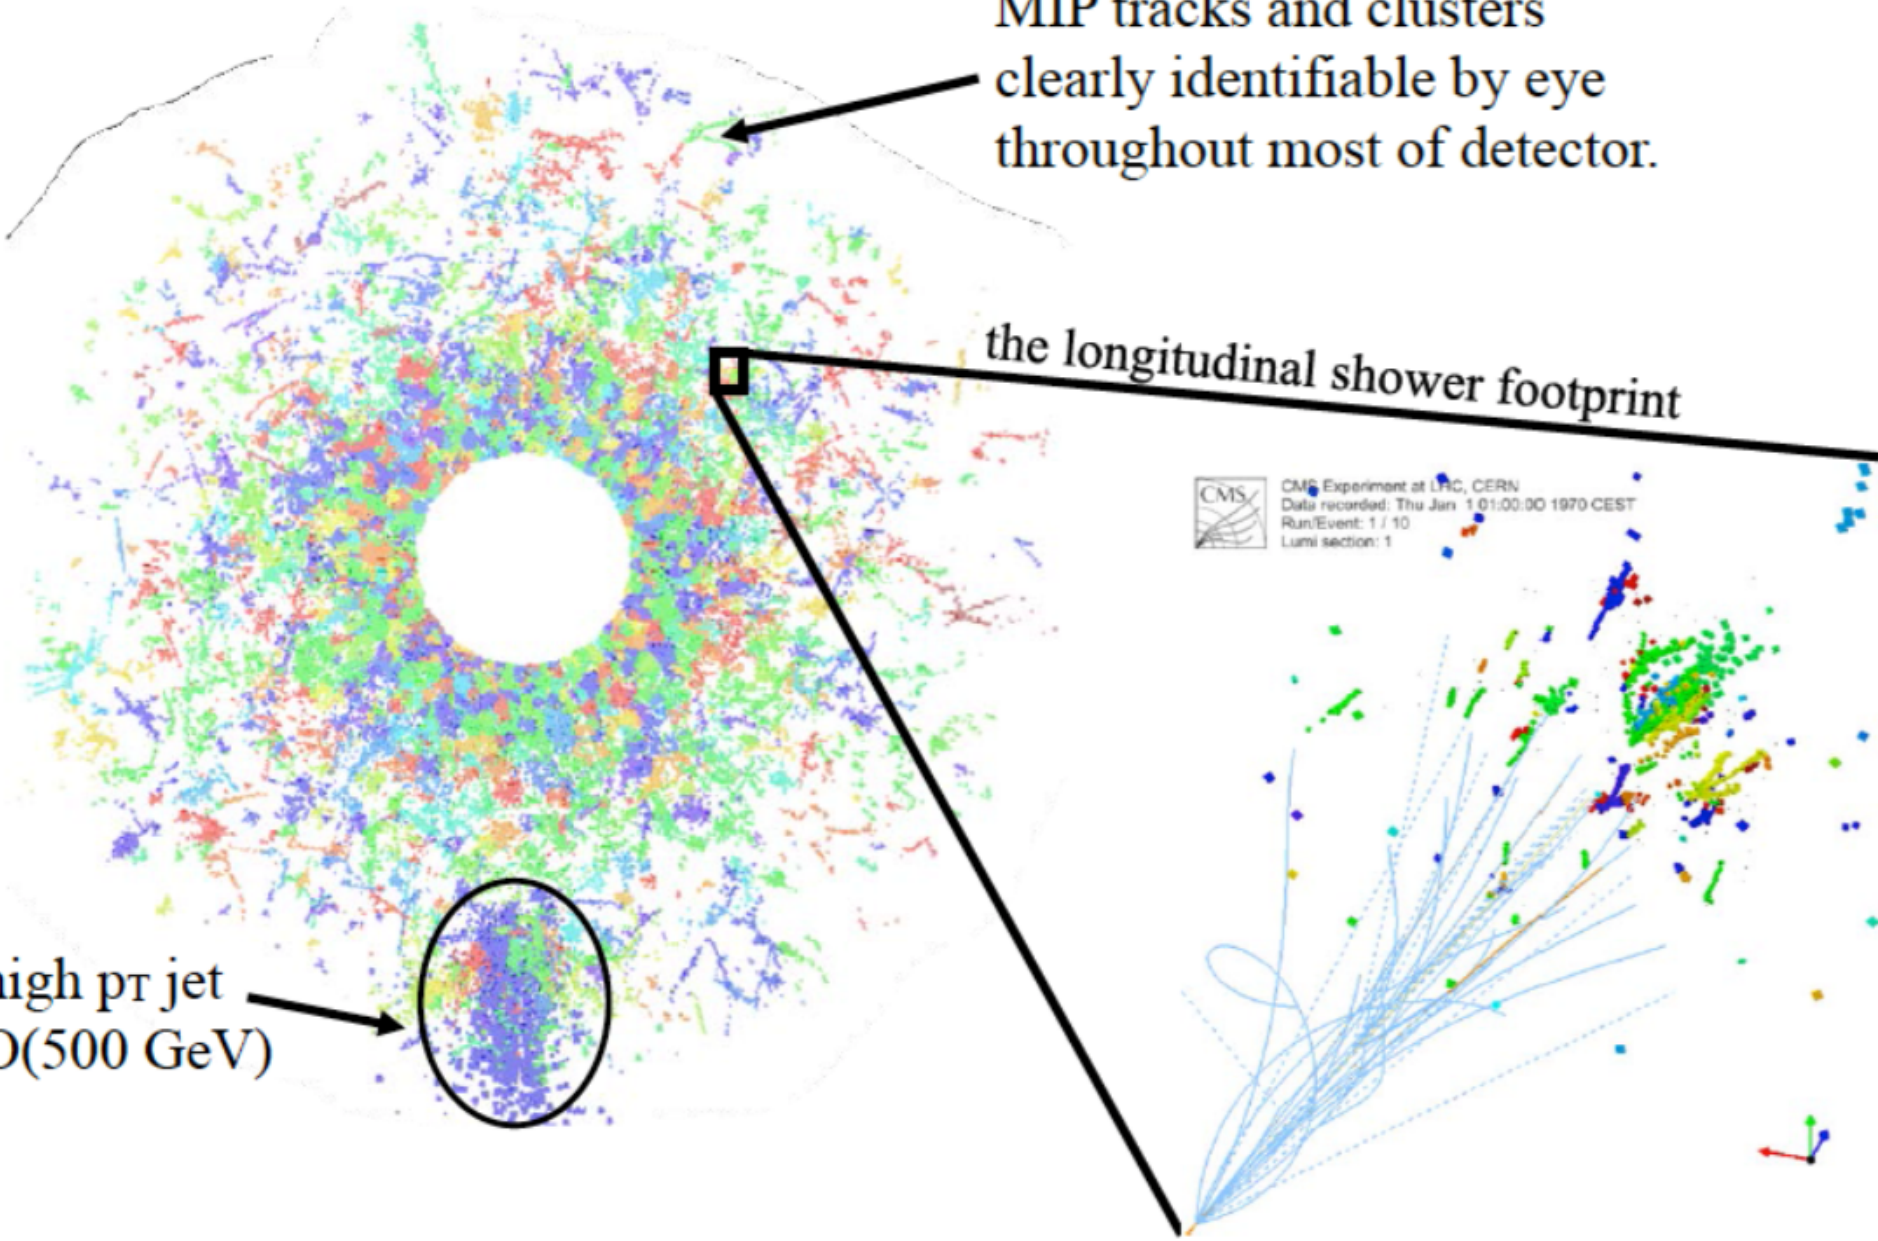 MIP tracks and clusters
clearly identifiable by eye
throughout most of detector.
the longitudinal shower footprint
CMS
CMS Experiment at LHC, CERN
Data recorded: Thu Jan 1 01:00:00 1970 CEST
Run/Event: 1 / 10
Lumi section: 1
high pT jet
O(500 GeV)